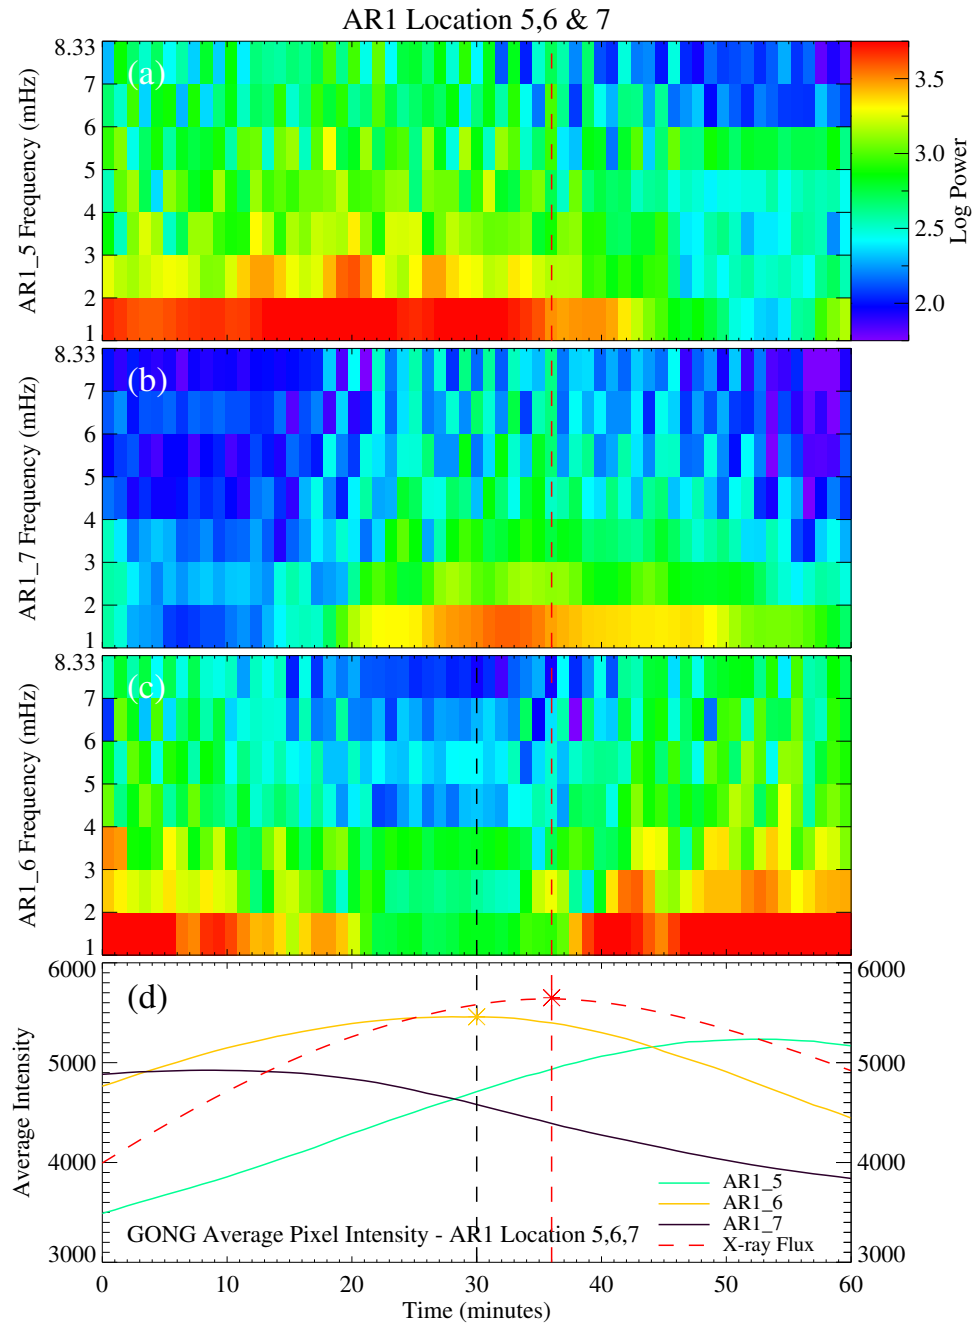 AR1 Location 5,6 & 7
(a)
AR1_5 Frequency (mHz)
8.33
7
6
5
4
3
2
1
3.5
3.0
2.5
2.0
Log Power
(b)
AR1_7 Frequency (mHz)
8.33
7
6
5
4
3
2
1
(c)
AR1_6 Frequency (mHz)
8.33
7
6
5
4
3
2
1
(d)
Average Intensity
6000
5000
4000
3000
6000
5000
4000
3000
AR1_5
AR1_6
AR1_7
X-ray Flux
GONG Average Pixel Intensity - AR1 Location 5,6,7
0 10 20 30 40 50 60
Time (minutes)